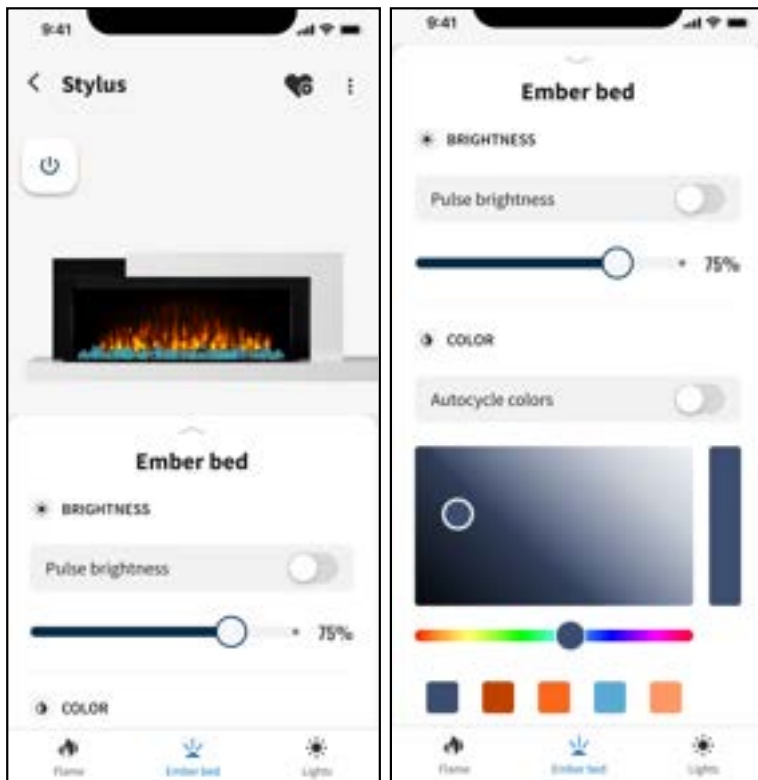 9:41
Stylus
Ember bed
BRIGHTNESS
Pulse brightness
75%
COLOR
Flame
Ember bed
Lights
9:41
Ember bed
BRIGHTNESS
Pulse brightness
75%
COLOR
Autocycle colors
Flame
Ember bed
Lights